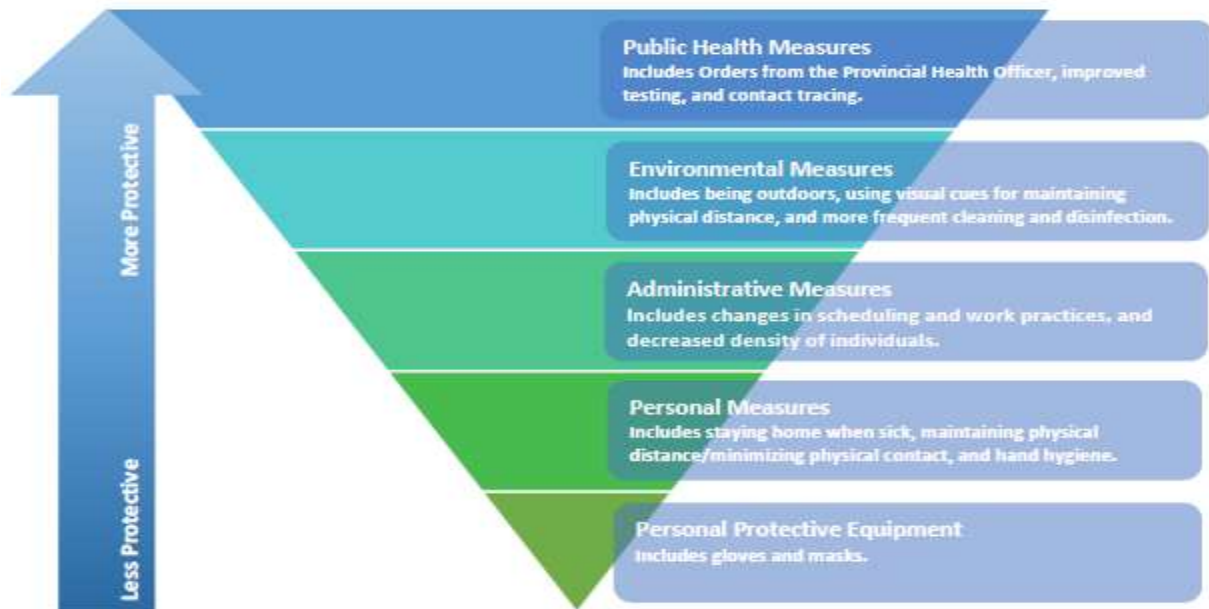 More Protective
Less Protective
Public Health Measures
Includes Orders from the Provincial Health Officer, improved
testing, and contact tracing.
Environmental Measures
Includes being outdoors, using visual cues for maintaining
physical distance, and more frequent cleaning and disinfection.
Administrative Measures
Includes changes in scheduling and work practices, and
decreased density of individuals.
Personal Measures
Includes staying home when sick, maintaining physical
distance/minimizing physical contact, and hand hygiene.
Personal Protective Equipment
Includes gloves and masks.